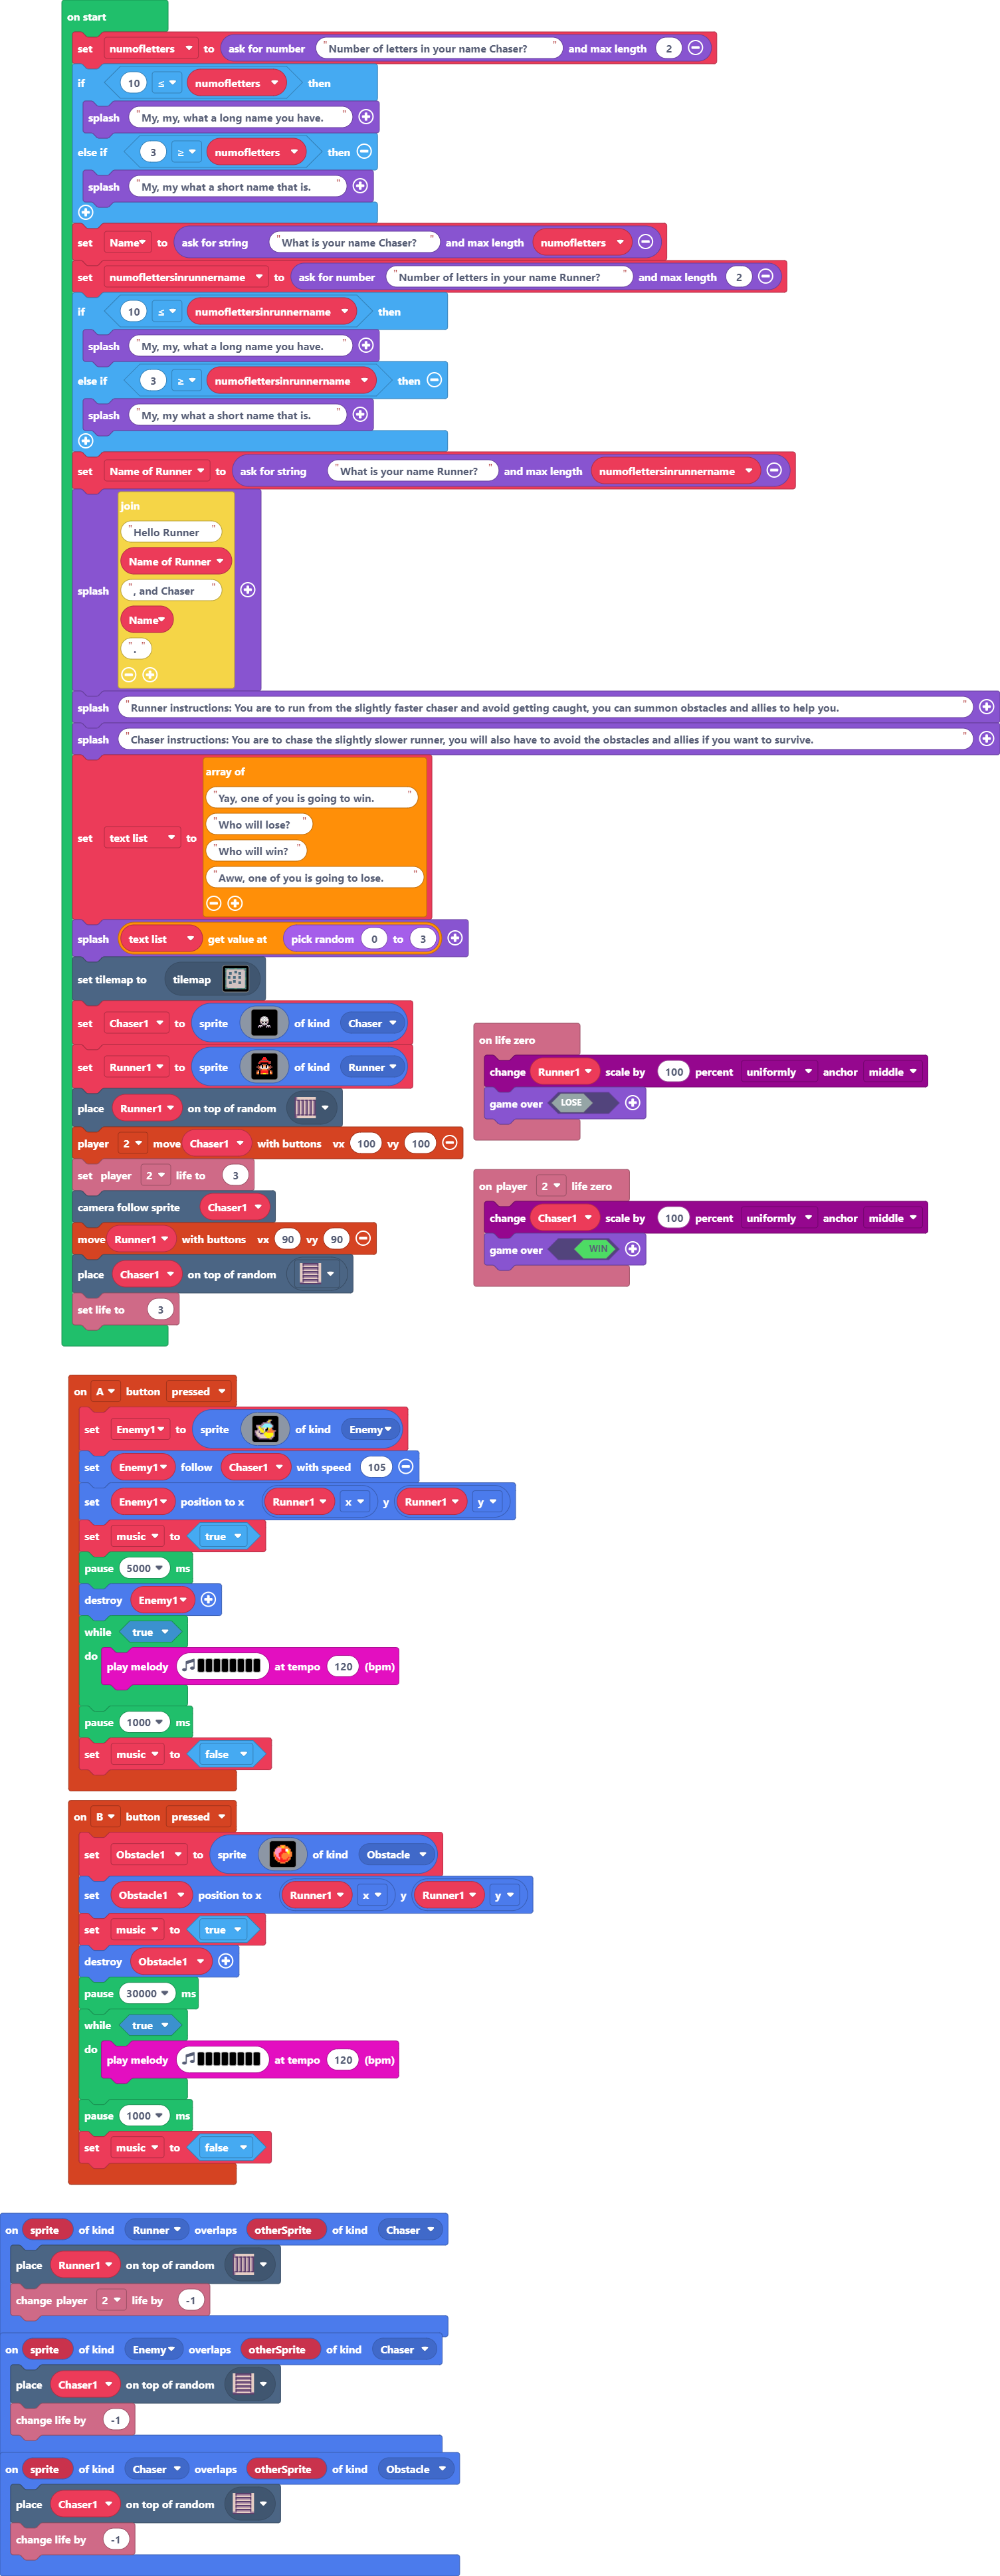 on start
set numofletters to ask for number "Number of letters in your name Chaser?" and max length 2
if 10 ≤ numofletters then
splash "My, my, what a long name you have. "
else if 3 ≥ numofletters then
splash "My, my what a short name that is. "
set Name to ask for string "What is your name Chaser?" and max length numofletters
set numoflettersinrunnername to ask for number "Number of letters in your name Runner?" and max length 2
if 10 ≤ numoflettersinrunnername then
splash "My, my, what a long name you have. "
else if 3 ≥ numoflettersinrunnername then
splash "My, my what a short name that is. "
set Name of Runner to ask for string "What is your name Runner?" and max length numoflettersinrunnername
join
"Hello Runner "
Name of Runner
", and Chaser "
splash
Name
"."
splash "Runner instructions: You are to run from the slightly faster chaser and avoid getting caught, you can summon obstacles and allies to help you. "
splash "Chaser instructions: You are to chase the slightly slower runner, you will also have to avoid the obstacles and allies if you want to survive. "
array of
"Yay, one of you is going to win. "
"Who will lose? "
set text list to
"Who will win? "
"Aww, one of you is going to lose. "
splash text list get value at pick random 0 to 3
set tilemap to tilemap
set Chaser1 to sprite of kind Chaser
set Runner1 to sprite of kind Runner
place Runner1 on top of random
player 2 move Chaser1 with buttons vx 100 vy 100
set player 2 life to 3
camera follow sprite Chaser1
move Runner1 with buttons vx 90 vy 90
place Chaser1 on top of random
set life to 3
on life zero
change Runner1 scale by 100 percent uniformly anchor middle
game over LOSE
on player 2 life zero
change Chaser1 scale by 100 percent uniformly anchor middle
game over WIN
on A button pressed
set Enemy1 to sprite of kind Enemy
set Enemy1 follow Chaser1 with speed 105
set Enemy1 position to x Runner1 x y Runner1 y
set music to true
pause 5000 ms
destroy Enemy1
while true
do play melody at tempo 120 (bpm)
pause 1000 ms
set music to false
on B button pressed
set Obstacle1 to sprite of kind Obstacle
set Obstacle1 position to x Runner1 x y Runner1 y
set music to true
destroy Obstacle1
pause 30000 ms
while true
do play melody at tempo 120 (bpm)
pause 1000 ms
set music to false
on sprite of kind Runner overlaps otherSprite of kind Chaser
place Runner1 on top of random
change player 2 life by -1
on sprite of kind Enemy overlaps otherSprite of kind Chaser
place Chaser1 on top of random
change life by -1
on sprite of kind Chaser overlaps otherSprite of kind Obstacle
place Chaser1 on top of random
change life by -1